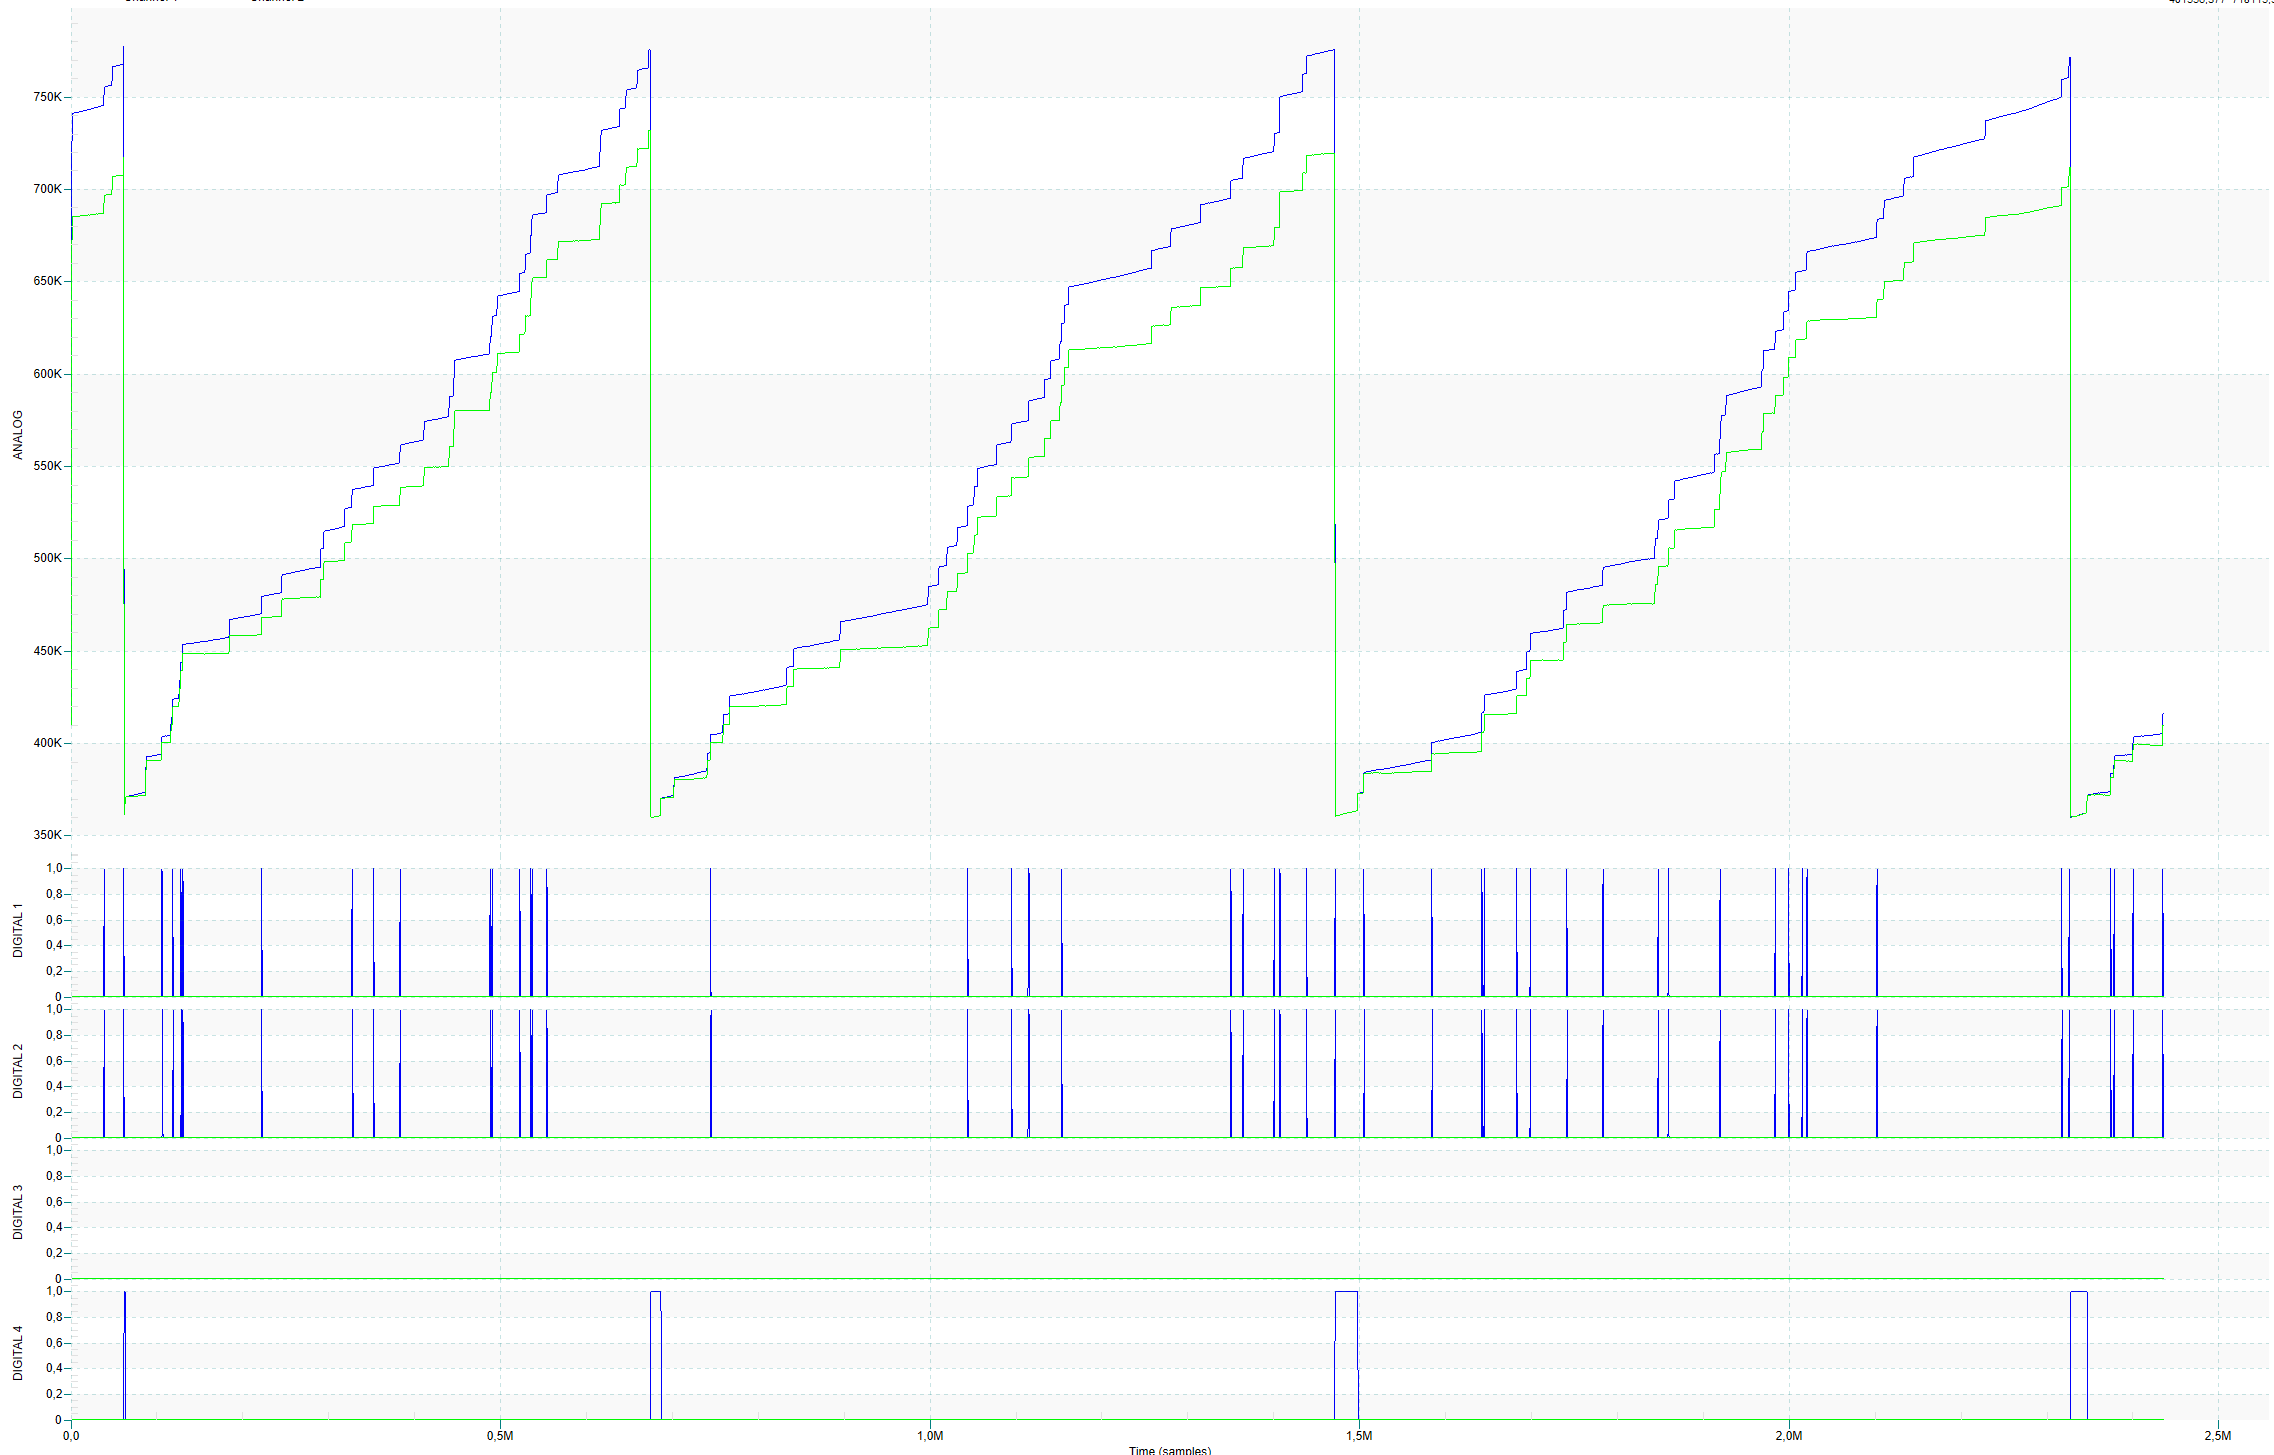 750K
700K
650K
600K
550K
500K
450K
400K
350K
ANALOG
1,0
0,8
0,6
0,4
0,2
0
DIGITAL 1
1,0
0,8
0,6
0,4
0,2
0
DIGITAL 2
1,0
0,8
0,6
0,4
0,2
0
DIGITAL 3
1,0
0,8
0,6
0,4
0,2
0
DIGITAL 4
0,0 0,5M 1,0M 1,5M 2,0M 2,5M
Time (samples)